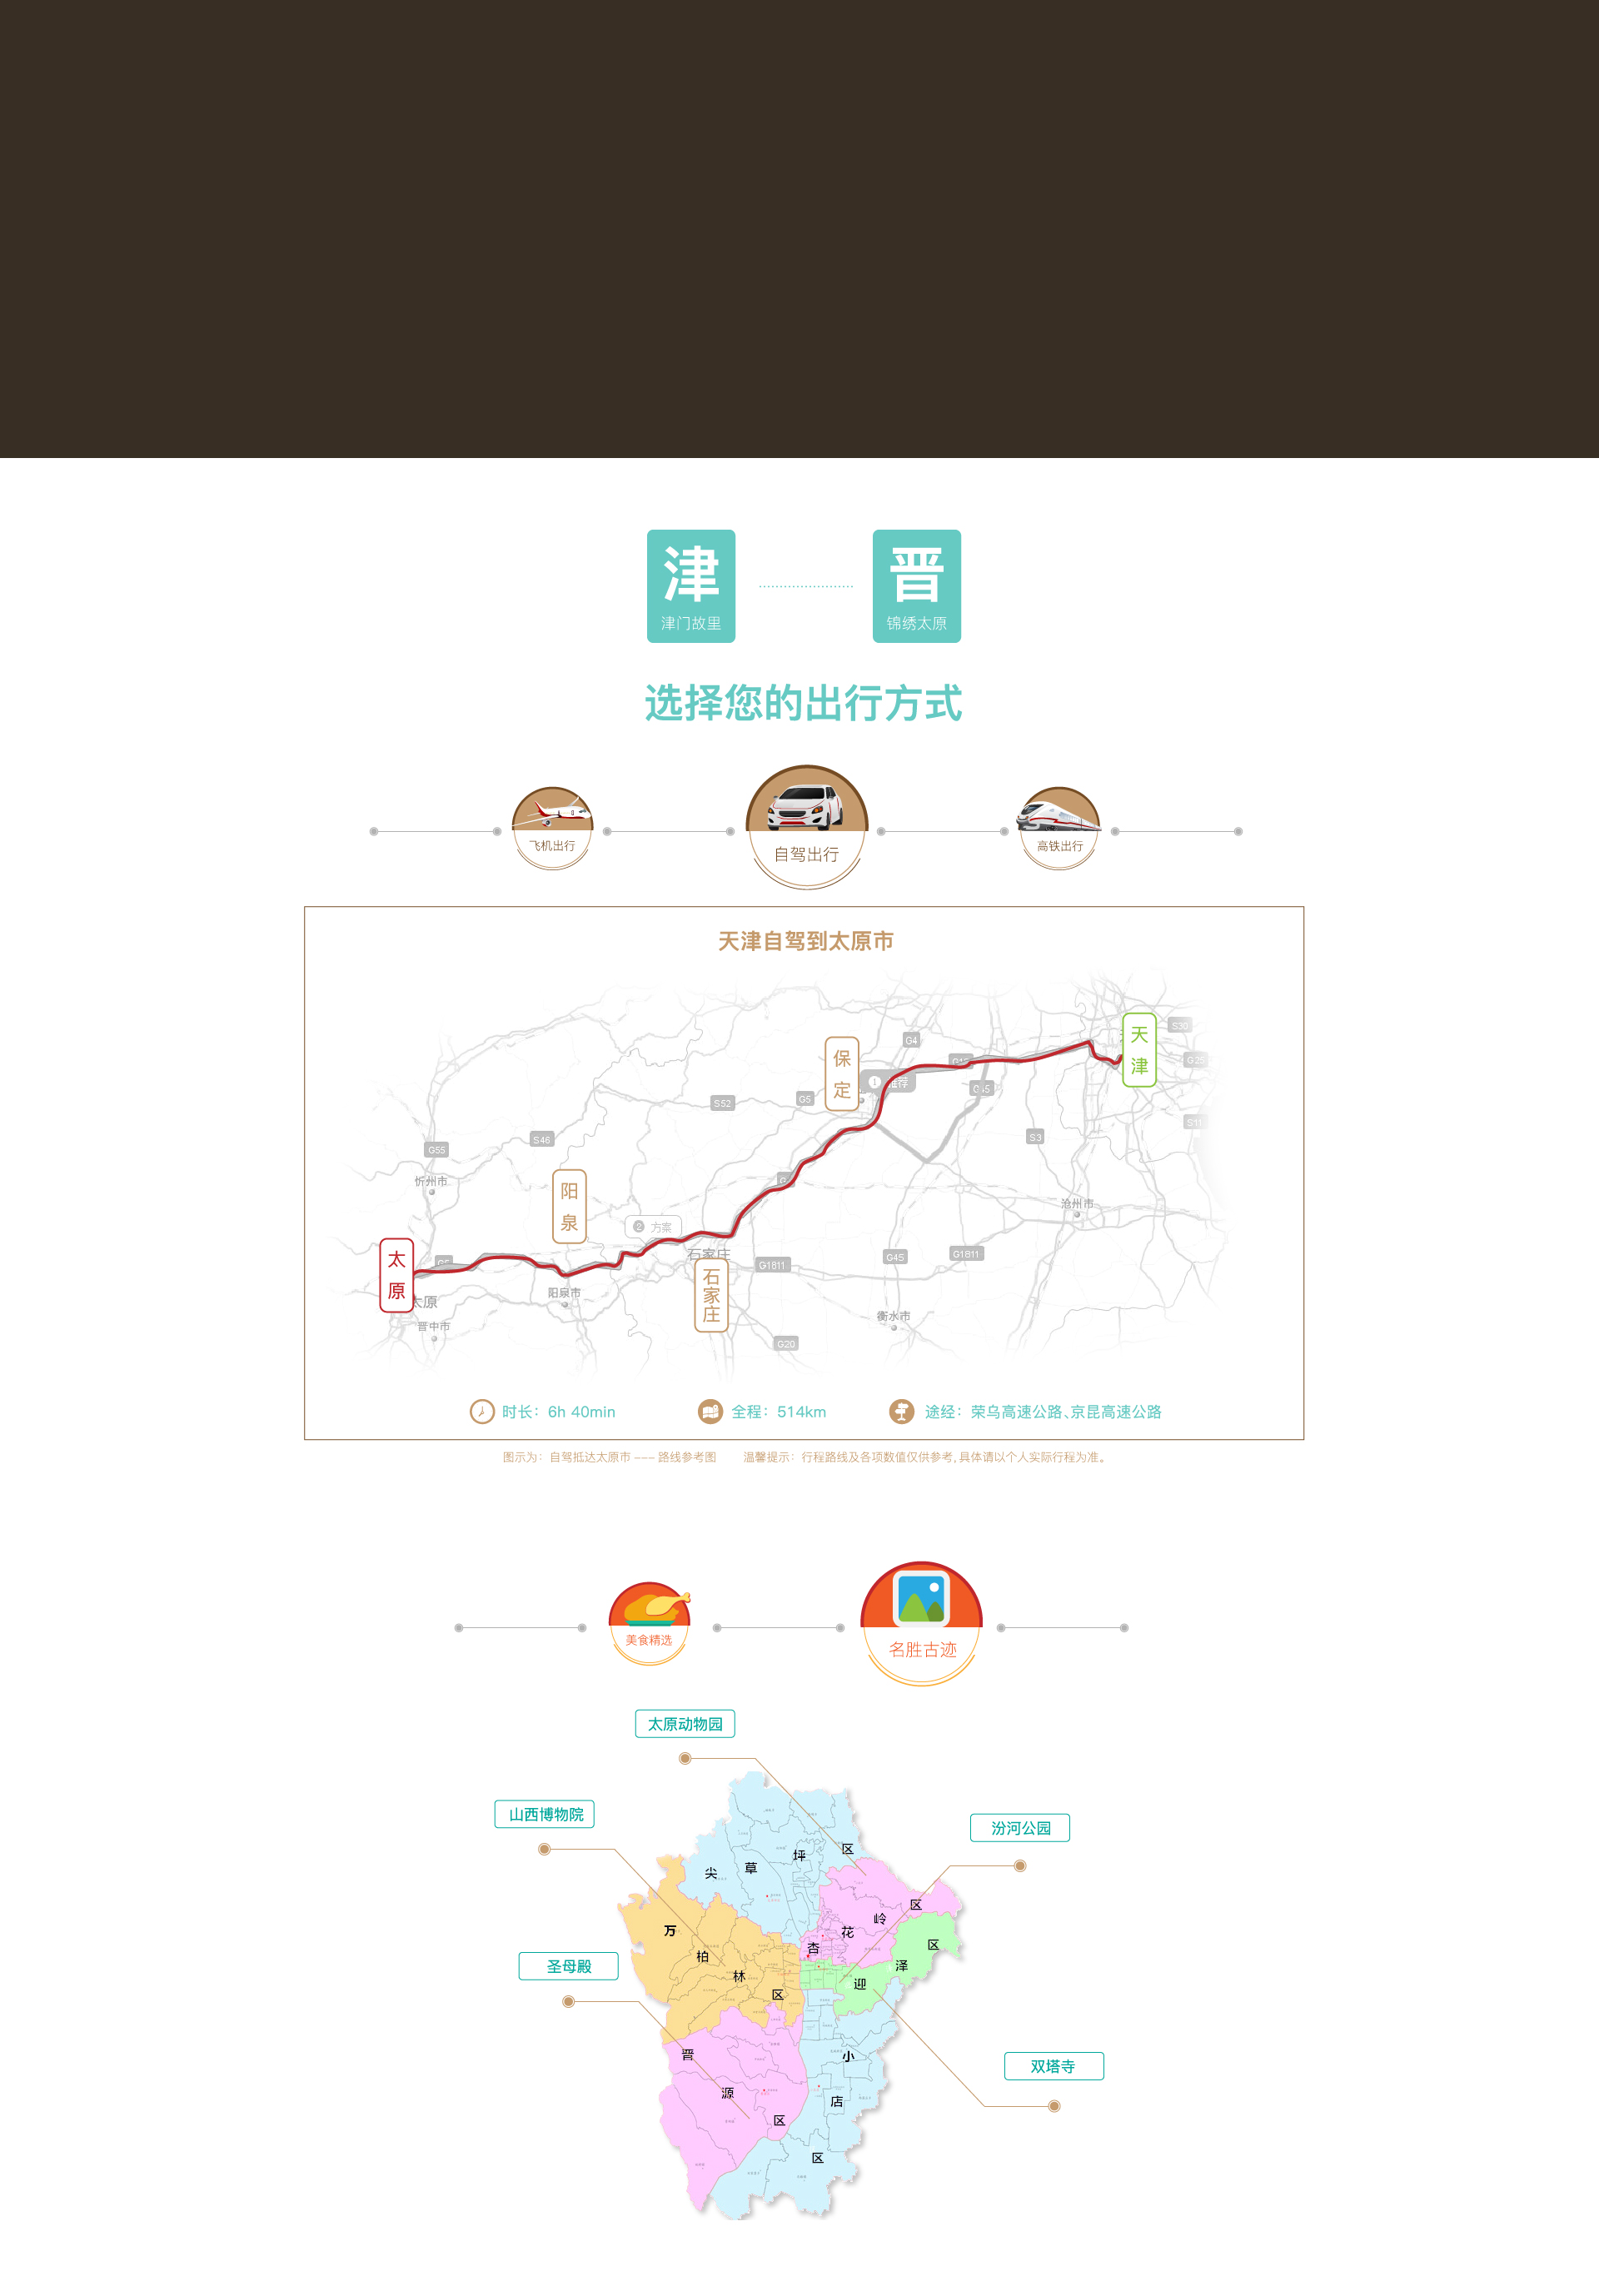 津
津门故里
晋
锦绣太原
选择您的出行方式
飞机出行
自驾出行
高铁出行
天津自驾到太原市
天津
S30
G4
G25
保定
推荐
G45
G5
S52
S11
S3
S46
G55
忻州市
阳泉
沧州市
2 方案
石家庄
太原
G1811
G45
G1811
石家庄
阳泉市
太原
晋中市
衡水市
G20
时长：6h 40min
全程：514km
途经：荣乌高速公路、京昆高速公路
图示为：自驾抵达太原市 --- 路线参考图
温馨提示：行程路线及各项数值仅供参考，具体请以个人实际行程为准。
美食精选
名胜古迹
太原动物园
山西博物院
汾河公园
圣母殿
双塔寺
尖草坪区
杏花岭区
万柏林区
迎泽区
晋源区
小店区